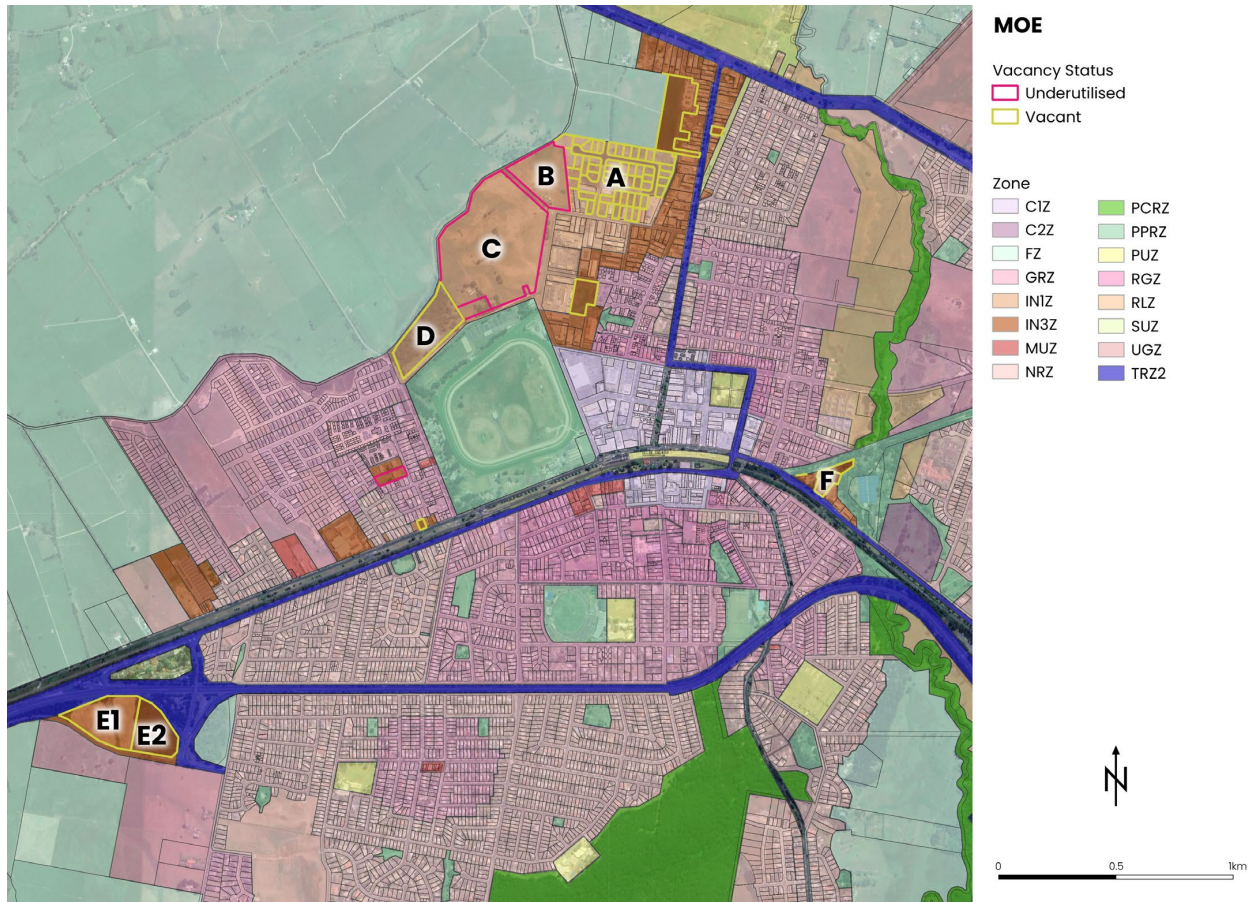 MOE
Vacancy Status
Underutilised
Vacant
Zone
C1Z
C2Z
FZ
GRZ
IN1Z
IN3Z
MUZ
NRZ
PCRZ
PPRZ
PUZ
RGZ
RLZ
SUZ
UGZ
TRZ2
A
B
C
D
F
E1
E2
N
0
0.5
1km